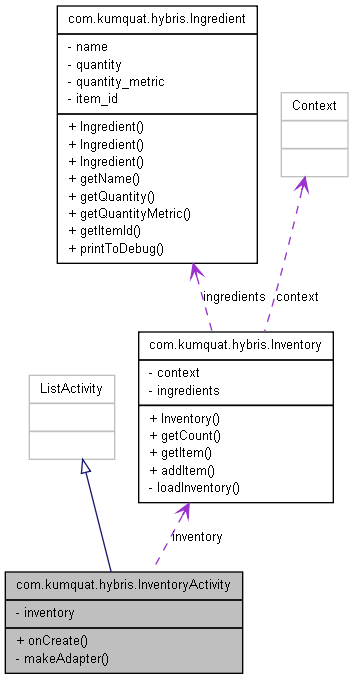 com.kumquat.hybris.Ingredient
- name
- quantity
- quantity_metric
- item_id
+ Ingredient()
+ Ingredient()
+ Ingredient()
+ getName()
+ getQuantity()
+ getQuantityMetric()
+ getItemId()
+ printToDebug()
Context
ingredients
context
com.kumquat.hybris.Inventory
- context
- ingredients
+ Inventory()
+ getCount()
+ getItem()
+ addItem()
- loadInventory()
ListActivity
inventory
com.kumquat.hybris.InventoryActivity
- inventory
+ onCreate()
- makeAdapter()